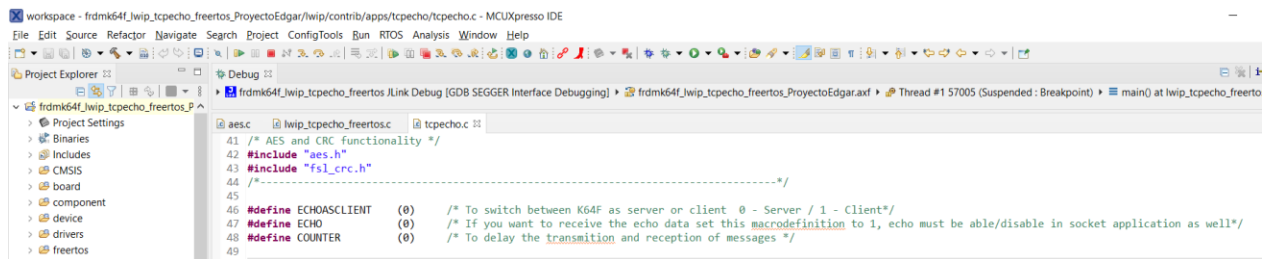 workspace - frdmk64f_lwip_tcpecho_freertos_ProyectoEdgar/lwip/contrib/apps/tcpecho/tcpecho.c - MCUXpresso IDE
File Edit Source Refactor Navigate Search Project ConfigTools Run RTOS Analysis Window Help
Project Explorer
Debug
frdmk64f_lwip_tcpecho_freertos JLink Debug [GDB SEGGER Interface Debugging] frdmk64f_lwip_tcpecho_freertos_ProyectoEdgar.axf Thread #1 57005 (Suspended : Breakpoint) main() at lwip_tcpecho_freerto
frdmk64f_lwip_tcpecho_freertos_P
Project Settings
Binaries
Includes
CMSIS
board
component
device
drivers
freertos
aes.c lwip_tcpecho_freertos.c tcpecho.c
41 /* AES and CRC functionality */
42 #include "aes.h"
43 #include "fsl_crc.h"
44 /*----------------------------------------------------------------------------------*/
45
46 #define ECHOASCLIENT (0) /* To switch between K64F as server or client 0 - Server / 1 - Client*/
47 #define ECHO (0) /* If you want to receive the echo data set this macrodefinition to 1, echo must be able/disable in socket application as well*/
48 #define COUNTER (0) /* To delay the transmition and reception of messages */
49